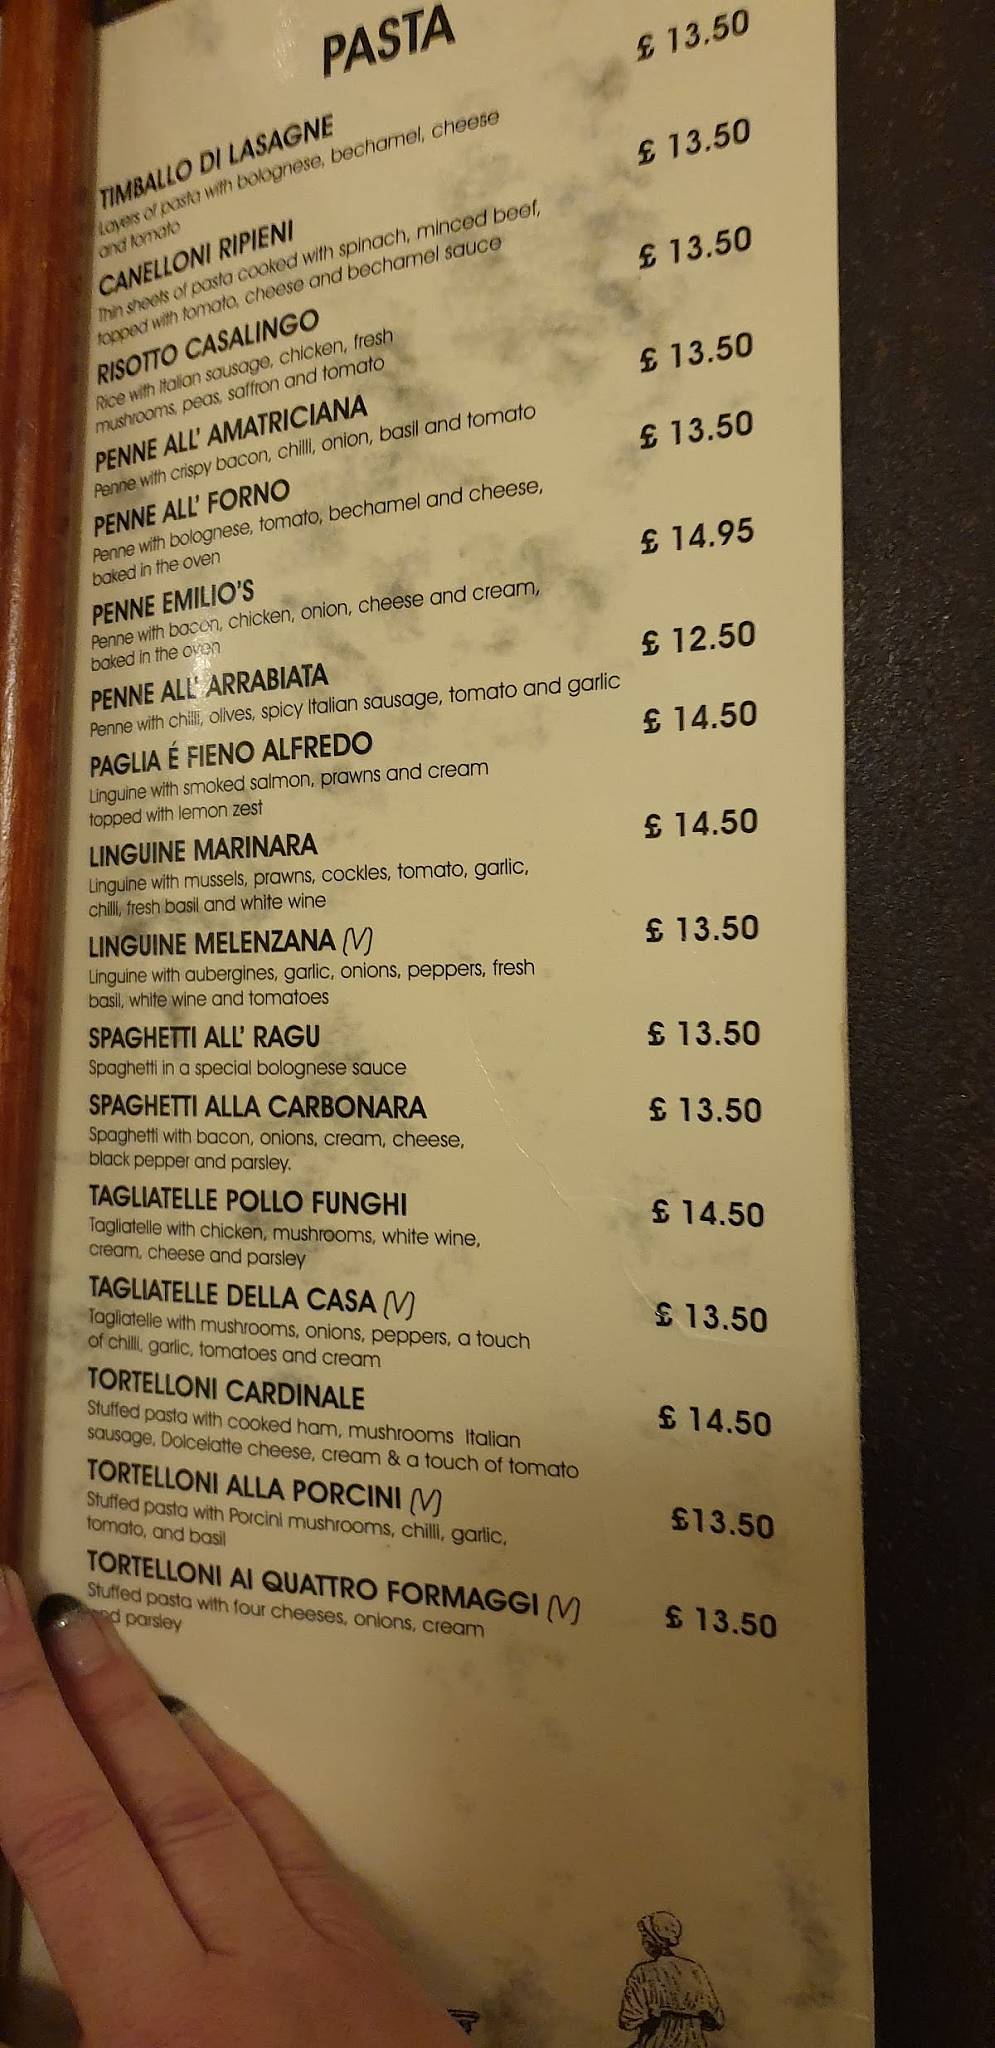 PASTA
TIMBALLO DI LASAGNE £ 13.50
Layers of pasta with bolognese, bechamel, cheese
and tomato
CANELLONI RIPIENI £ 13.50
Thin sheets of pasta cooked with spinach, minced beef,
topped with tomato, cheese and bechamel sauce
RISOTTO CASALINGO £ 13.50
Rice with Italian sausage, chicken, fresh
mushrooms, peas, saffron and tomato
PENNE ALL' AMATRICIANA £ 13.50
Penne with crispy bacon, chilli, onion, basil and tomato
PENNE ALL' FORNO £ 13.50
Penne with bolognese, tomato, bechamel and cheese,
baked in the oven
PENNE EMILIO'S £ 14.95
Penne with bacon, chicken, onion, cheese and cream,
baked in the oven
PENNE ALL' ARRABIATA £ 12.50
Penne with chilli, olives, spicy Italian sausage, tomato and garlic
PAGLIA É FIENO ALFREDO £ 14.50
Linguine with smoked salmon, prawns and cream
topped with lemon zest
LINGUINE MARINARA £ 14.50
Linguine with mussels, prawns, cockles, tomato, garlic,
chilli, fresh basil and white wine
LINGUINE MELENZANA (V) £ 13.50
Linguine with aubergines, garlic, onions, peppers, fresh
basil, white wine and tomatoes
SPAGHETTI ALL' RAGU £ 13.50
Spaghetti in a special bolognese sauce
SPAGHETTI ALLA CARBONARA £ 13.50
Spaghetti with bacon, onions, cream, cheese,
black pepper and parsley.
TAGLIATELLE POLLO FUNGHI £ 14.50
Tagliatelle with chicken, mushrooms, white wine,
cream, cheese and parsley
TAGLIATELLE DELLA CASA (V) £ 13.50
Tagliatelle with mushrooms, onions, peppers, a touch
of chilli, garlic, tomatoes and cream
TORTELLONI CARDINALE £ 14.50
Stuffed pasta with cooked ham, mushrooms Italian
sausage, Dolcelatte cheese, cream & a touch of tomato
TORTELLONI ALLA PORCINI (V) £13.50
Stuffed pasta with Porcini mushrooms, chilli, garlic,
tomato, and basil
TORTELLONI AI QUATTRO FORMAGGI (V) £ 13.50
Stuffed pasta with four cheeses, onions, cream
and parsley